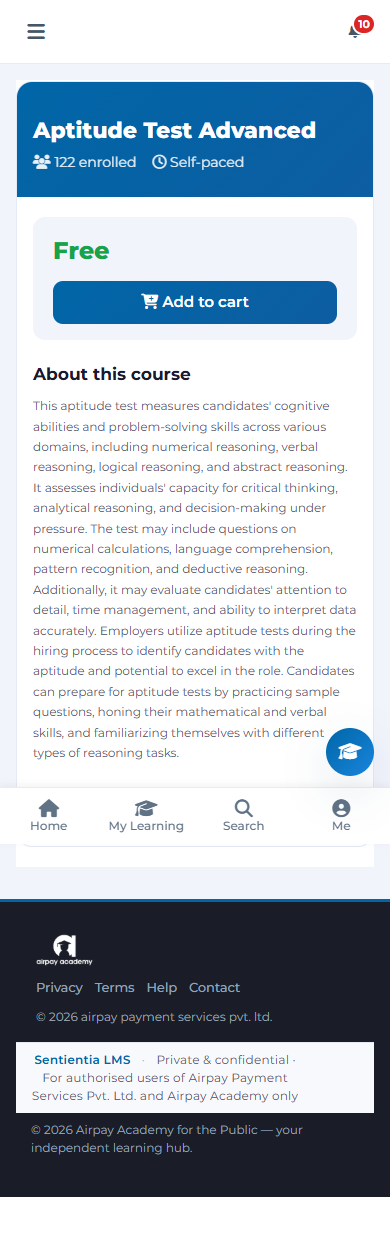 10
Aptitude Test Advanced
122 enrolled Self-paced
Free
Add to cart
About this course
This aptitude test measures candidates' cognitive
abilities and problem-solving skills across various
domains, including numerical reasoning, verbal
reasoning, logical reasoning, and abstract reasoning.
It assesses individuals' capacity for critical thinking,
analytical reasoning, and decision-making under
pressure. The test may include questions on
numerical calculations, language comprehension,
pattern recognition, and deductive reasoning.
Additionally, it may evaluate candidates' attention to
detail, time management, and ability to interpret data
accurately. Employers utilize aptitude tests during the
hiring process to identify candidates with the
aptitude and potential to excel in the role. Candidates
can prepare for aptitude tests by practicing sample
questions, honing their mathematical and verbal
skills, and familiarizing themselves with different
types of reasoning tasks.
Home My Learning Search Me
airpay academy
Privacy Terms Help Contact
© 2026 airpay payment services pvt. ltd.
Sentientia LMS · Private & confidential ·
For authorised users of Airpay Payment
Services Pvt. Ltd. and Airpay Academy only
© 2026 Airpay Academy for the Public — your
independent learning hub.